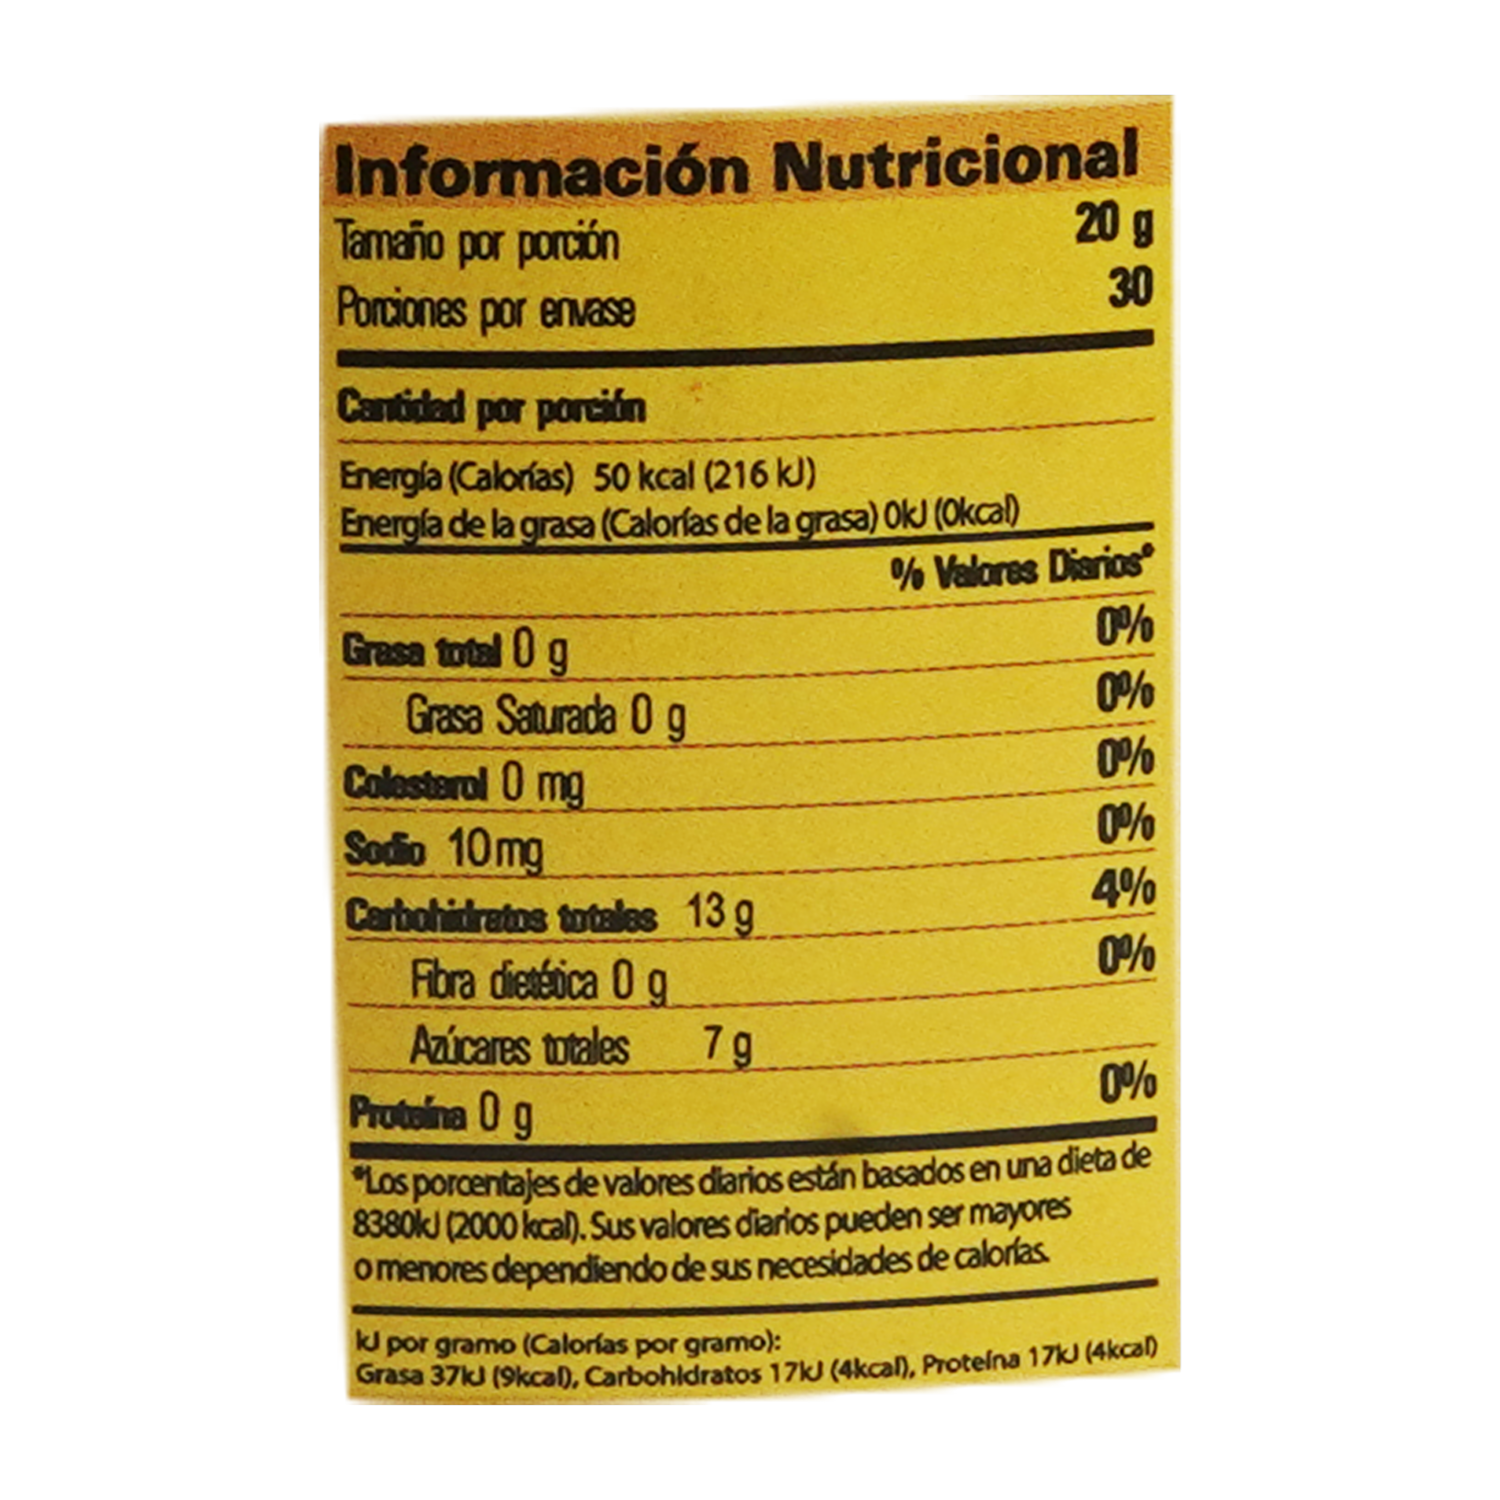 Información Nutricional
Tamaño por porción 20 g
Porciones por envase 30
Cantidad por porción
Energía (Calorías) 50 kcal (216 kJ)
Energía de la grasa (Calorías de la grasa) 0kJ (0kcal)
% Valores Diarios*
Grasa total 0 g 0%
Grasa Saturada 0 g 0%
Colesterol 0 mg 0%
Sodio 10mg 0%
Carbohidratos totales 13 g 4%
Fibra dietética 0 g 0%
Azúcares totales 7 g
Proteína 0 g 0%
*Los porcentajes de valores diarios están basados en una dieta de
8380kJ (2000 kcal). Sus valores diarios pueden ser mayores
o menores dependiendo de sus necesidades de calorías.
kJ por gramo (Calorías por gramo):
Grasa 37kJ (9kcal), Carbohidratos 17kJ (4kcal), Proteína 17kJ (4kcal)